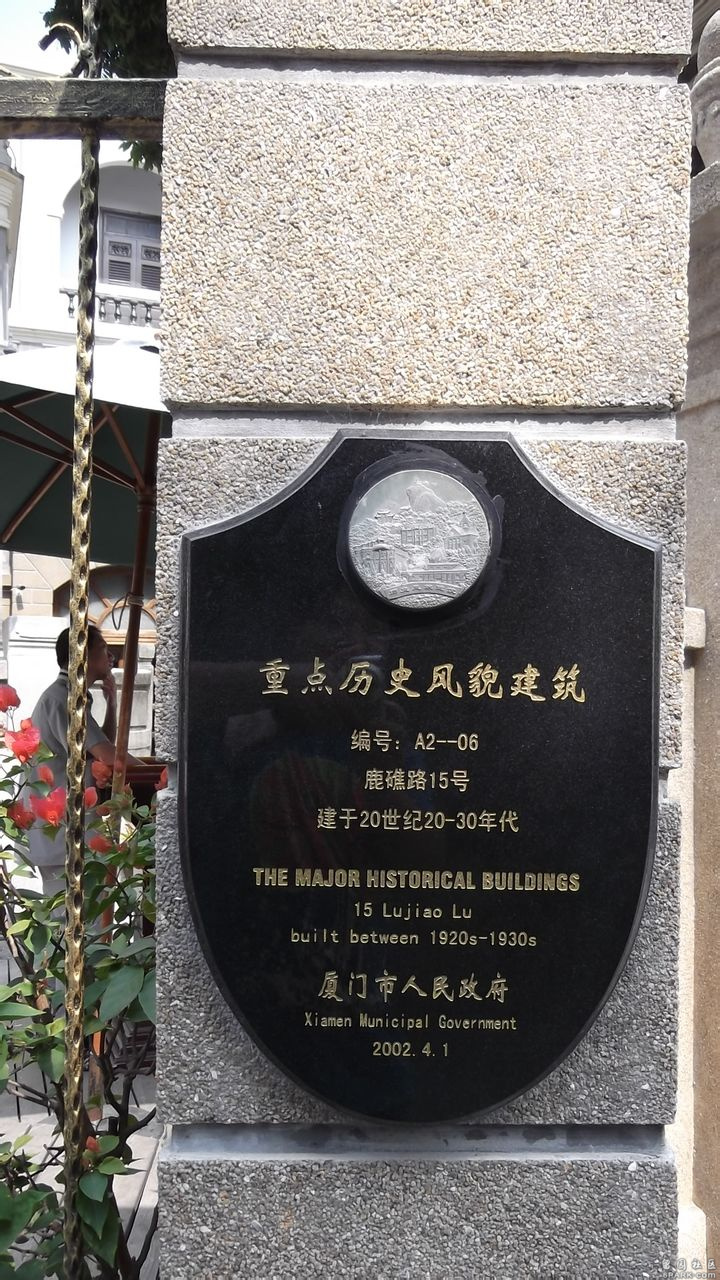 重点历史风貌建筑
编号：A2--06
鹿礁路15号
建于20世纪20-30年代
THE MAJOR HISTORICAL BUILDINGS
15 Lujiao Lu
built between 1920s-1930s
厦门市人民政府
Xiamen Municipal Government
2002.4.1